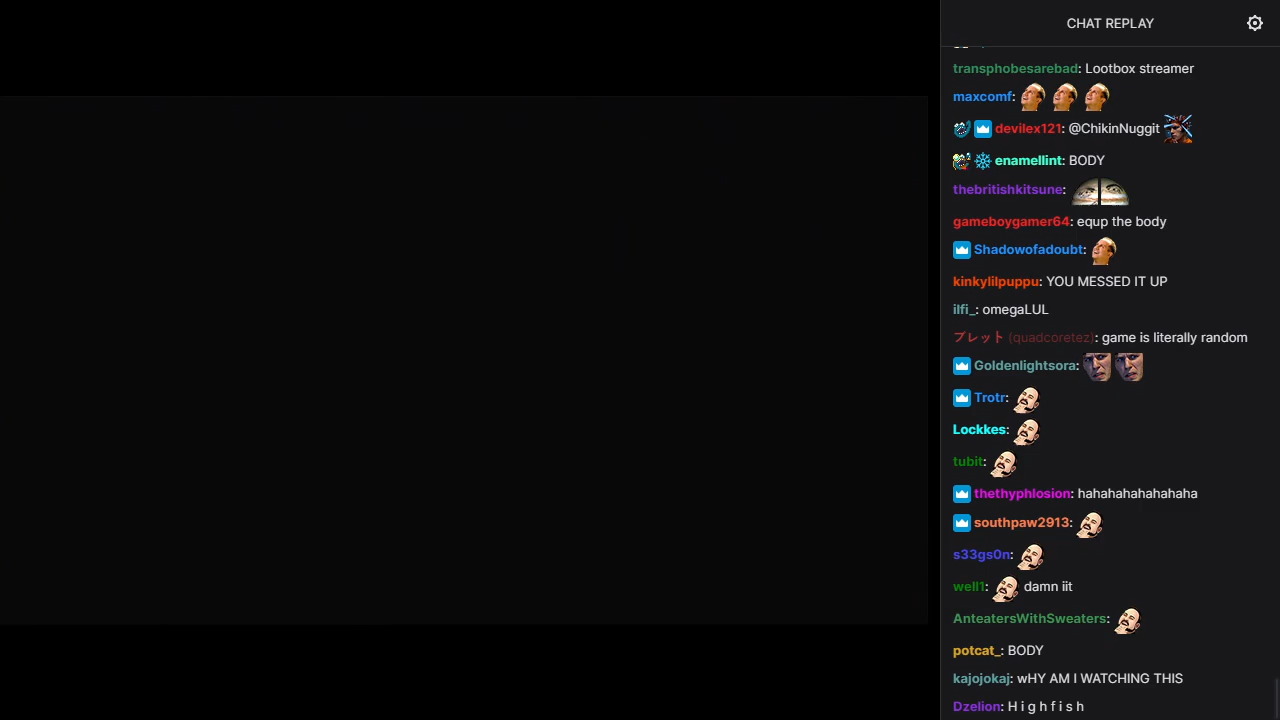 CHAT REPLAY
transphobesarebad: Lootbox streamer
maxcomf:
devilex121: @ChikinNuggit
enamellint: BODY
thebritishkitsune:
gameboygamer64: equp the body
Shadowofadoubt:
kinkylilpuppu: YOU MESSED IT UP
ilfi_: omegaLUL
ブレット (quadcoretez): game is literally random
Goldenlightsora:
Trotr:
Lockkes:
tubit:
thethyphlosion: hahahahahahahaha
southpaw2913:
s33gs0n:
well1: damn iit
AnteatersWithSweaters:
potcat_: BODY
kajojokaj: wHY AM I WATCHING THIS
Dzelion: H i g h f i s h